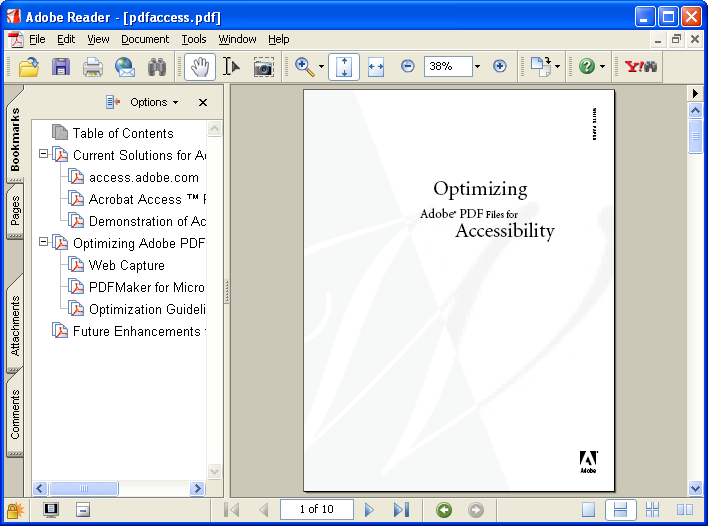 Adobe Reader - [pdfaccess.pdf]
File Edit View Document Tools Window Help
38%
Y!
Options
Bookmarks
Pages
Attachments
Comments
Table of Contents
Current Solutions for A
access.adobe.com
Acrobat Access ™
Demonstration of Ac
Optimizing Adobe PDF
Web Capture
PDFMaker for Micro
Optimization Guideli
Future Enhancements
WHITE PAPER
Optimizing
Adobe® PDF Files for
Accessibility
Adobe
1 of 10